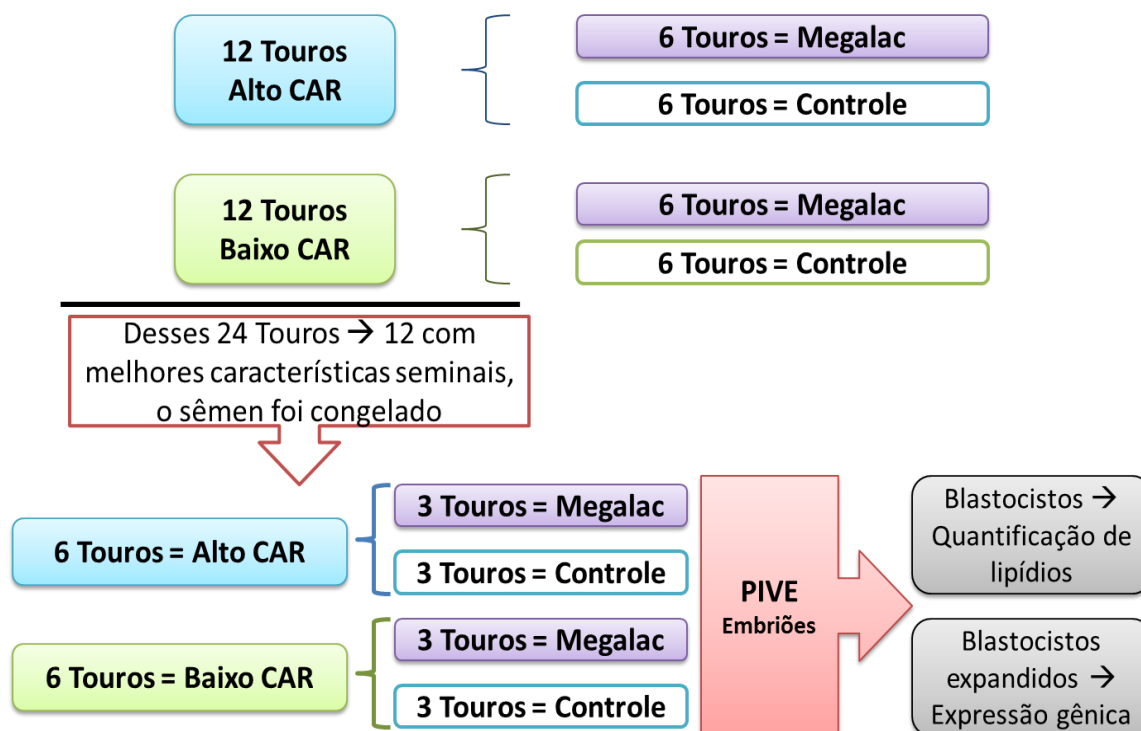 12 Touros
Alto CAR
6 Touros = Megalac
6 Touros = Controle
12 Touros
Baixo CAR
6 Touros = Megalac
6 Touros = Controle
Desses 24 Touros → 12 com
melhores característícas seminais,
o sêmen foi congelado
6 Touros = Alto CAR
3 Touros = Megalac
3 Touros = Controle
6 Touros = Baixo CAR
3 Touros = Megalac
3 Touros = Controle
PIVE
Embriões
Blastocistos →
Quantificação de
lipídios
Blastocistos
expandidos →
Expressão gênica